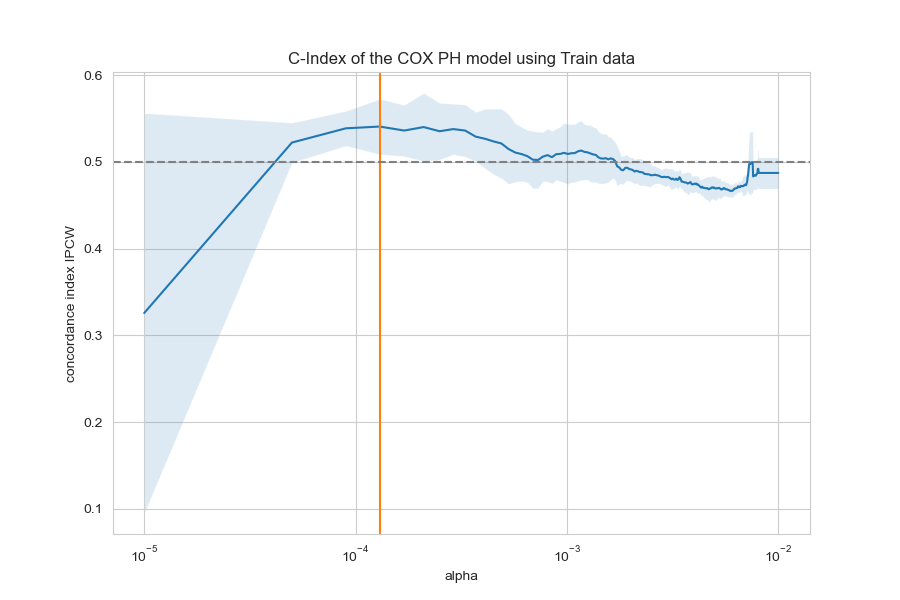 C-Index of the COX PH model using Train data
concordance index IPCW
0.6
0.5
0.4
0.3
0.2
0.1
10⁻⁵ 10⁻⁴ 10⁻³ 10⁻²
alpha